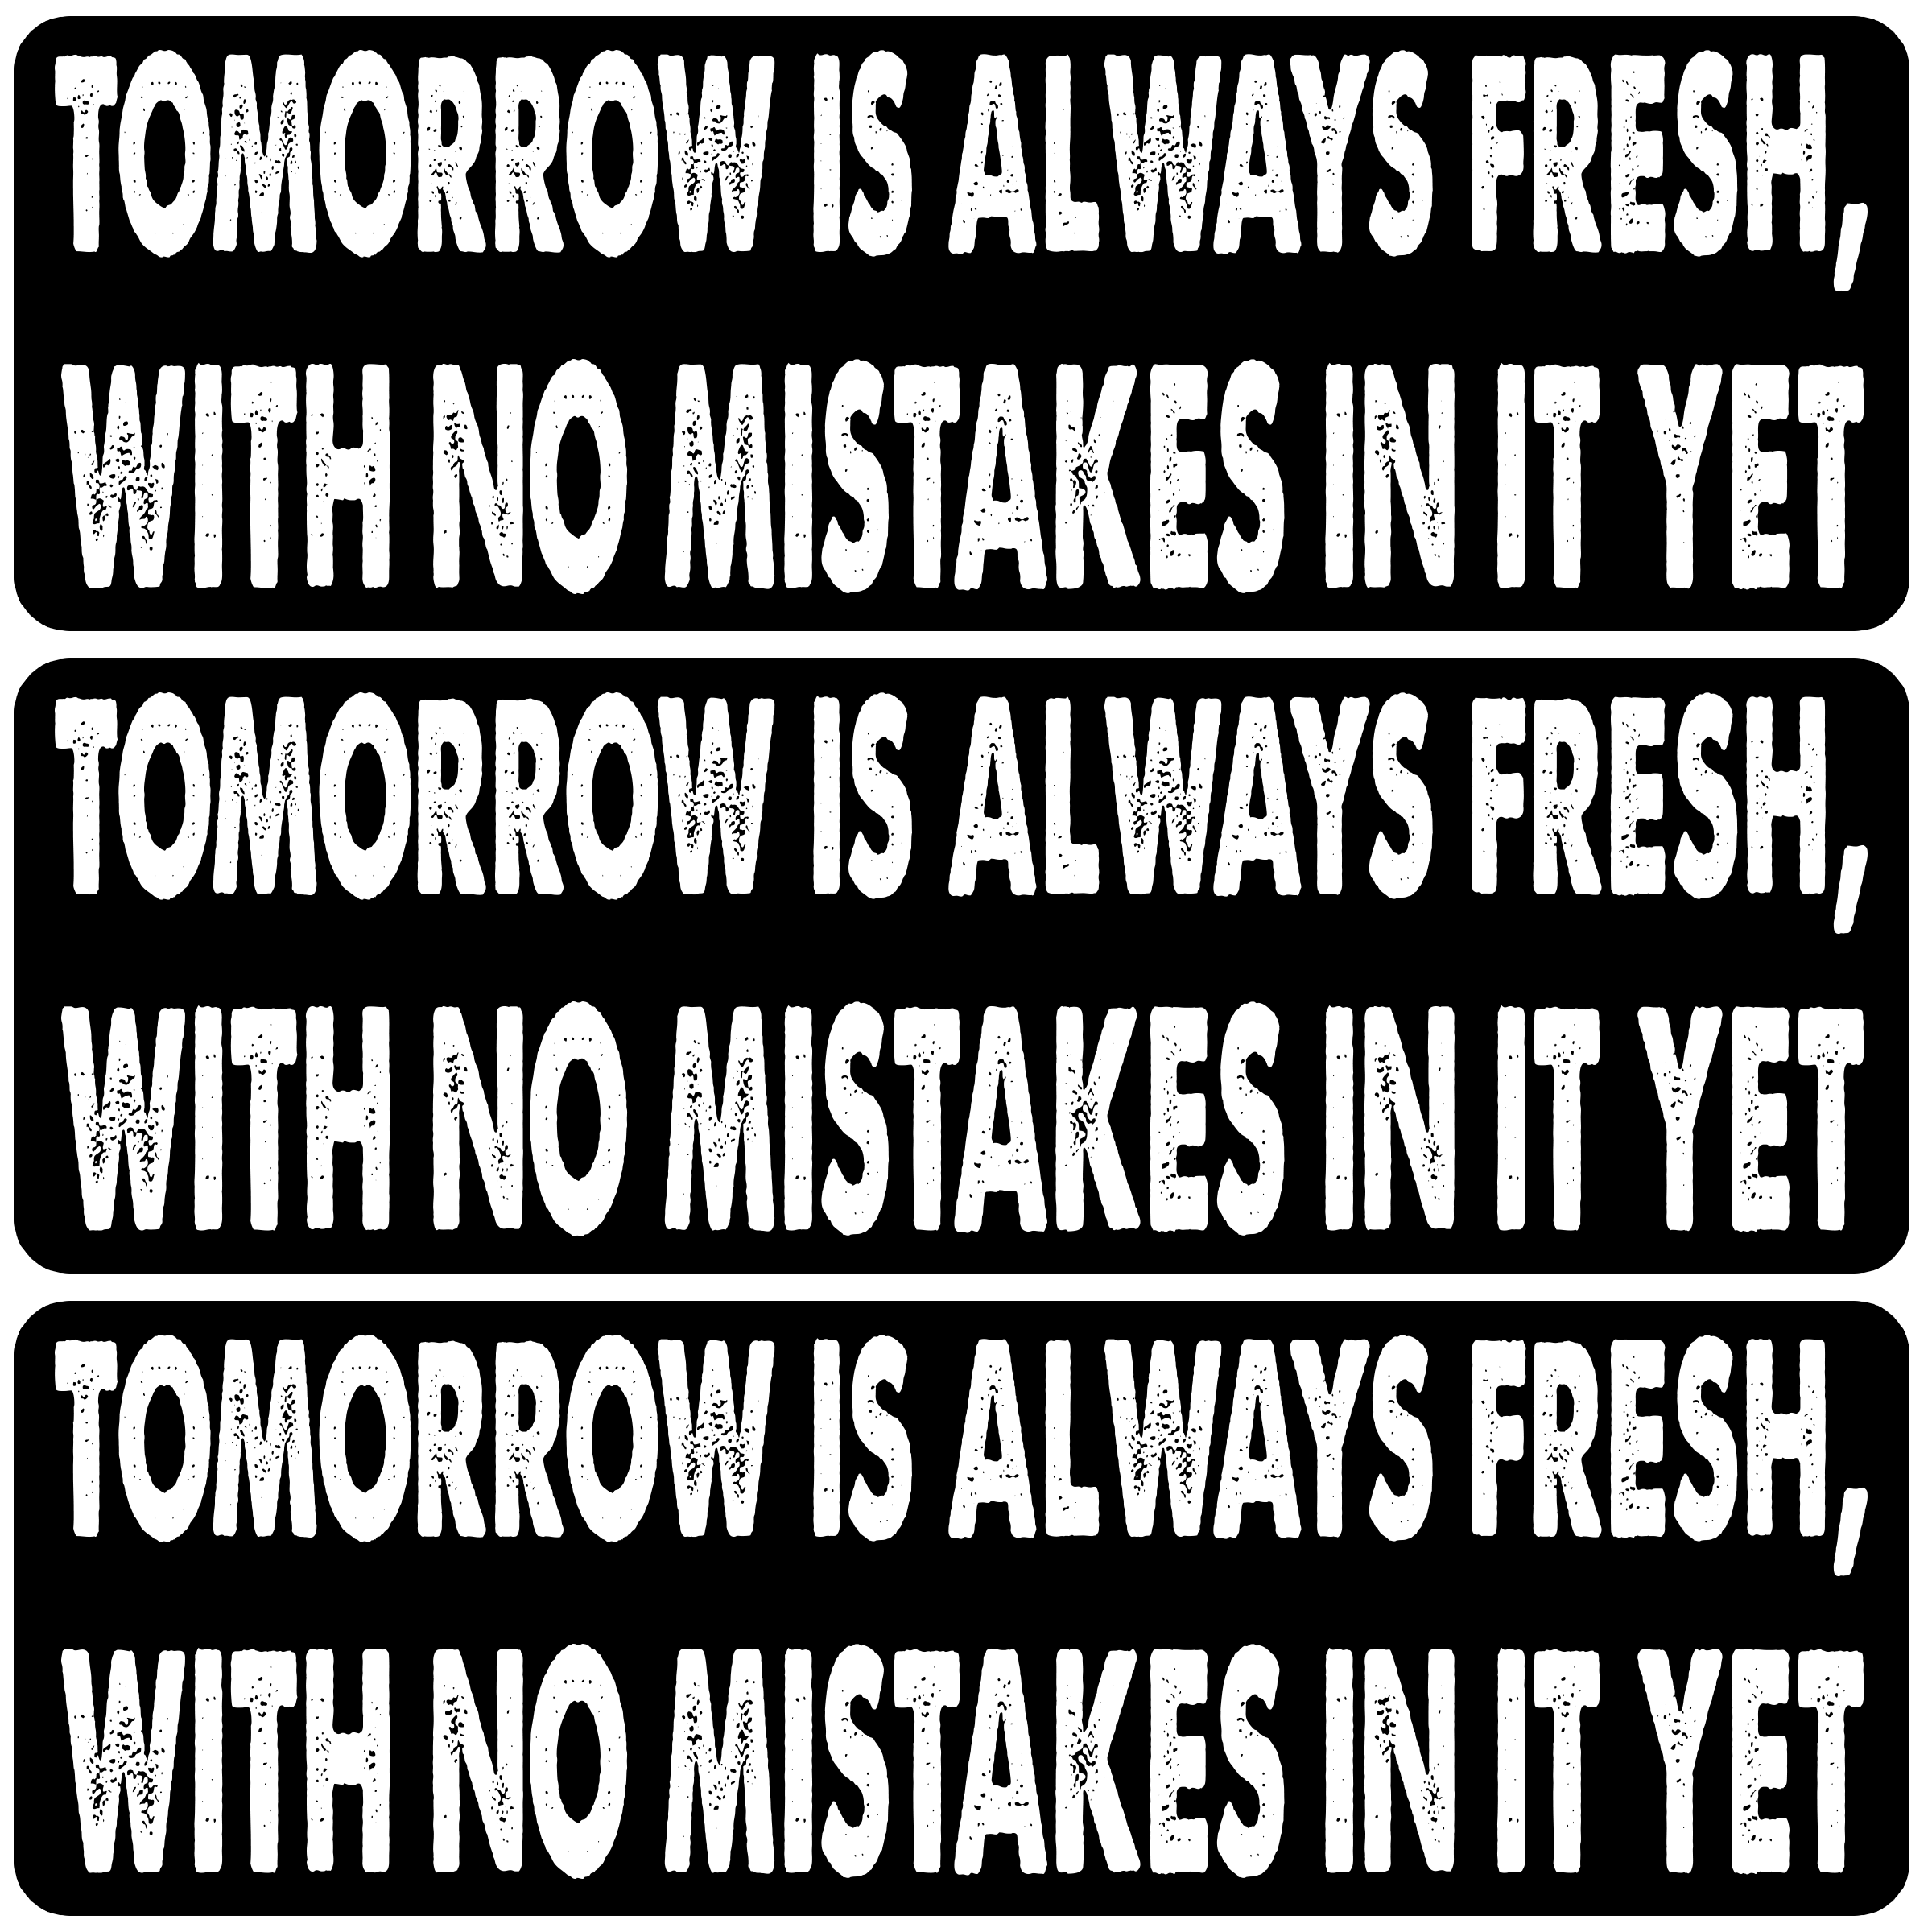 TOMORROW IS ALWAYS FRESH,
WITH NO MISTAKES IN IT YET
TOMORROW IS ALWAYS FRESH,
WITH NO MISTAKES IN IT YET
TOMORROW IS ALWAYS FRESH,
WITH NO MISTAKES IN IT YET